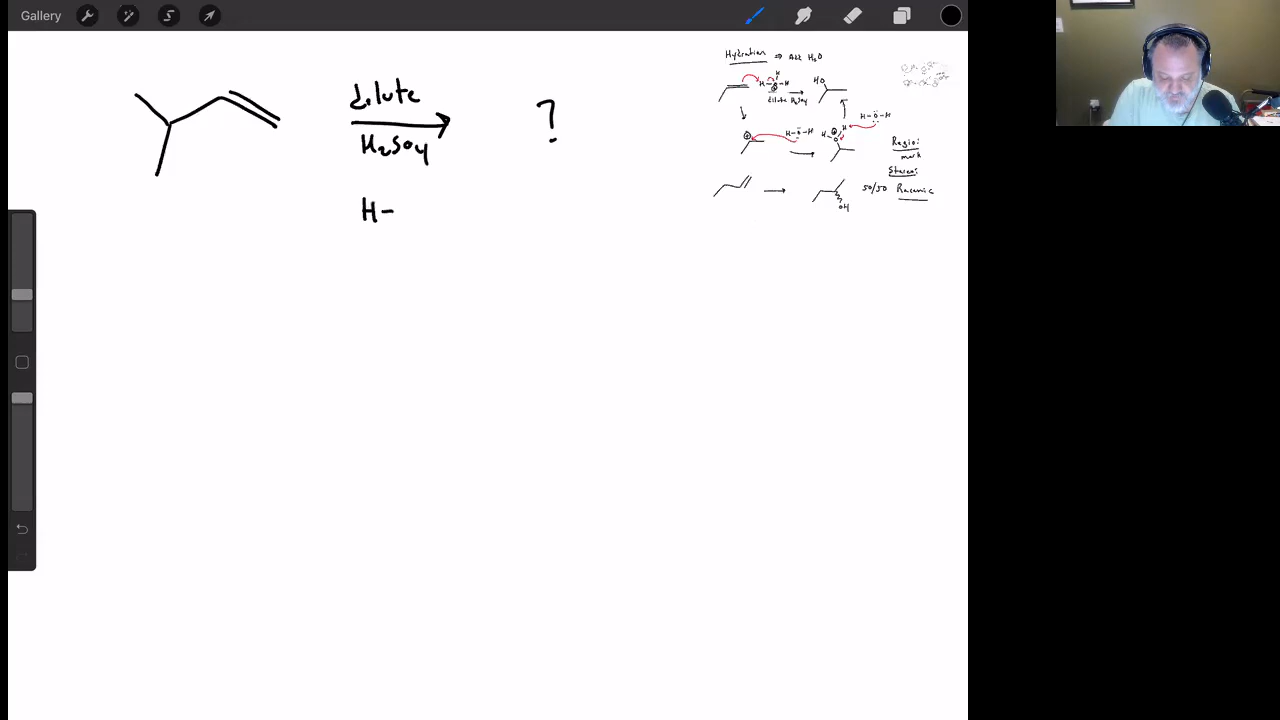 Gallery
dilute
H₂SO₄
?
H-
Hydration ⇒ Add H₂O
H
H-O-H
⊕
dilute H₂SO₄
HO
⊕
H-O-H
H-O-H
H
⊕
H
O
Regio:
mark
Stereo:
50/50 Racemic
OH